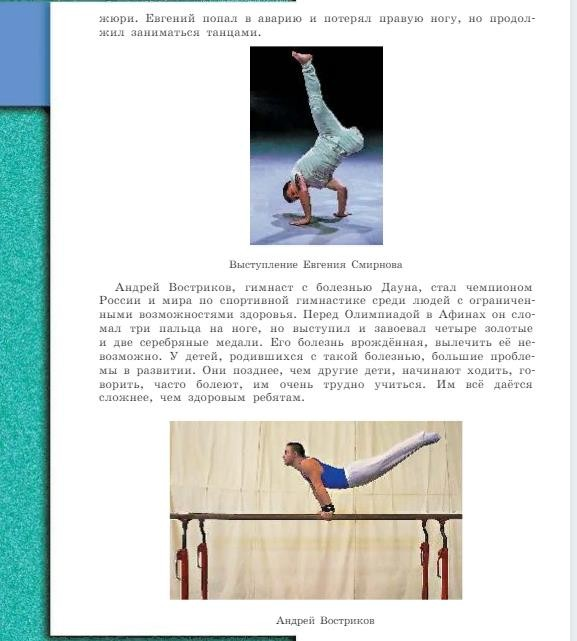 жюри. Евгений попал в аварию и потерял правую ногу, но продол-
жил заниматься танцами.
Выступление Евгения Смирнова
Андрей Востриков, гимнаст с болезнью Дауна, стал чемпионом
России и мира по спортивной гимнастике среди людей с ограничен-
ными возможностями здоровья. Перед Олимпиадой в Афинах он сло-
мал три пальца на ноге, но выступил и завоевал четыре золотые
и две серебряные медали. Его болезнь врождённая, вылечить её не-
возможно. У детей, родившихся с такой болезнью, большие пробле-
мы в развитии. Они позднее, чем другие дети, начинают ходить, го-
ворить, часто болеют, им очень трудно учиться. Им всё даётся
сложнее, чем здоровым ребятам.
Андрей Востриков